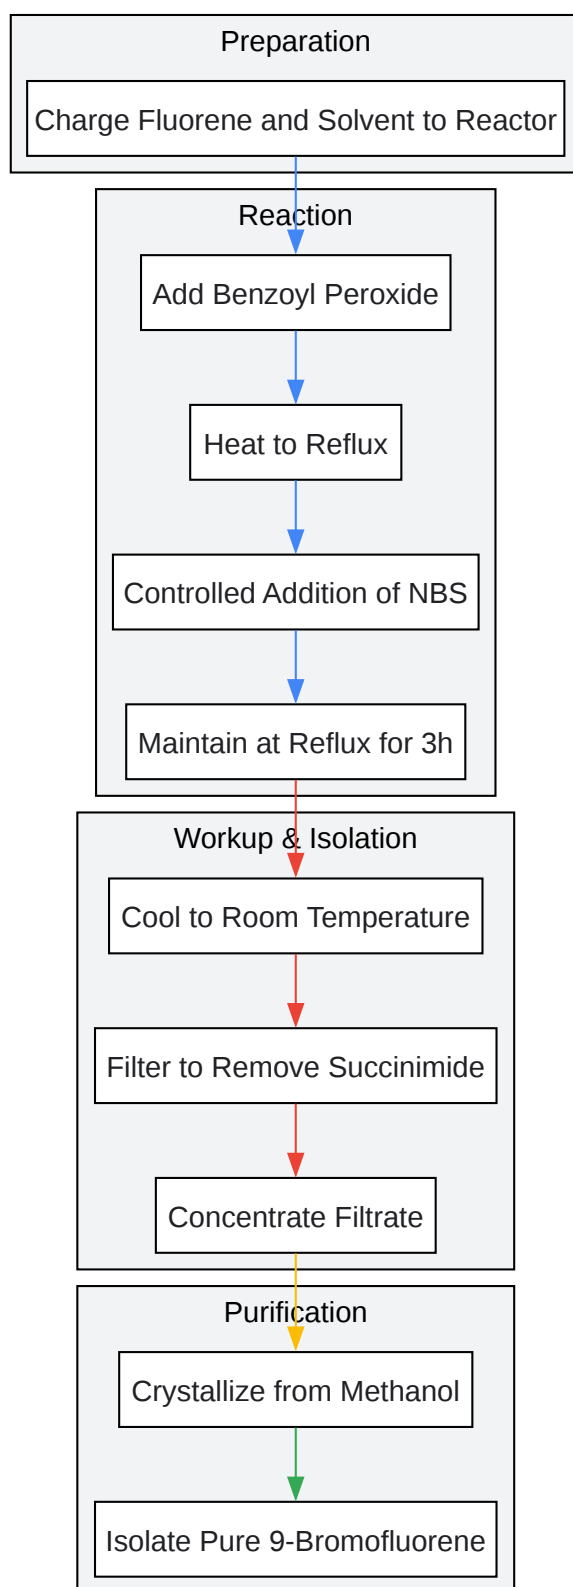 Preparation
Charge Fluorene and Solvent to Reactor
Reaction
Add Benzoyl Peroxide
Heat to Reflux
Controlled Addition of NBS
Maintain at Reflux for 3h
Workup & Isolation
Cool to Room Temperature
Filter to Remove Succinimide
Concentrate Filtrate
Purification
Crystallize from Methanol
Isolate Pure 9-Bromofluorene